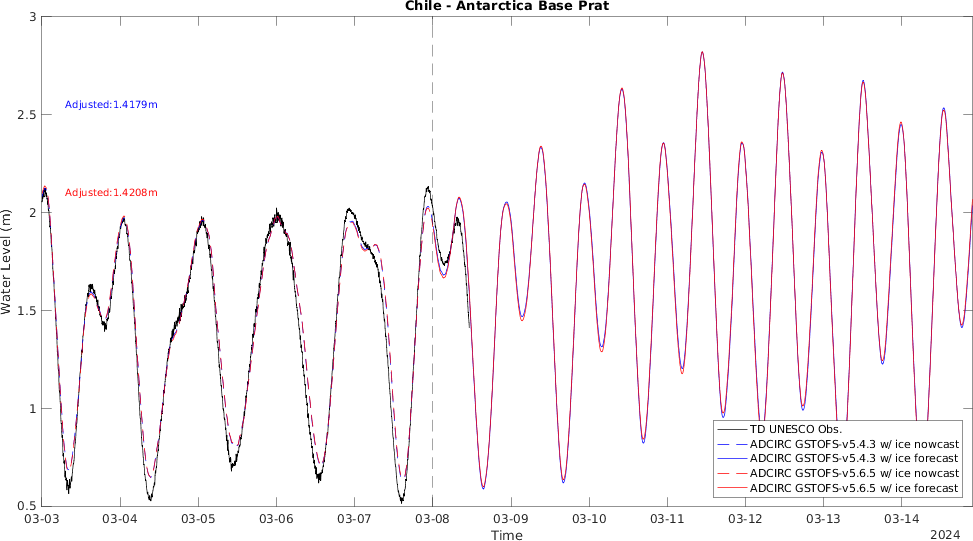 Chile - Antarctica Base Prat
3
2.5
2
1.5
1
0.5
Water Level (m)
Adjusted:1.4179m
Adjusted:1.4208m
TD UNESCO Obs.
ADCIRC GSTOFS-v5.4.3 w/ ice nowcast
ADCIRC GSTOFS-v5.4.3 w/ ice forecast
ADCIRC GSTOFS-v5.6.5 w/ ice nowcast
ADCIRC GSTOFS-v5.6.5 w/ ice forecast
03-03 03-04 03-05 03-06 03-07 03-08 03-09 03-10 03-11 03-12 03-13 03-14
Time
2024